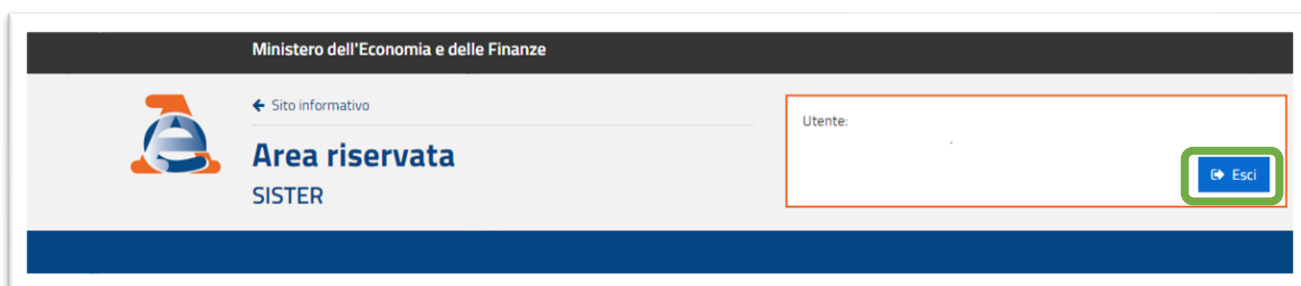 Ministero dell'Economia e delle Finanze
Sito informativo
Area riservata
SISTER
Utente:
Esci